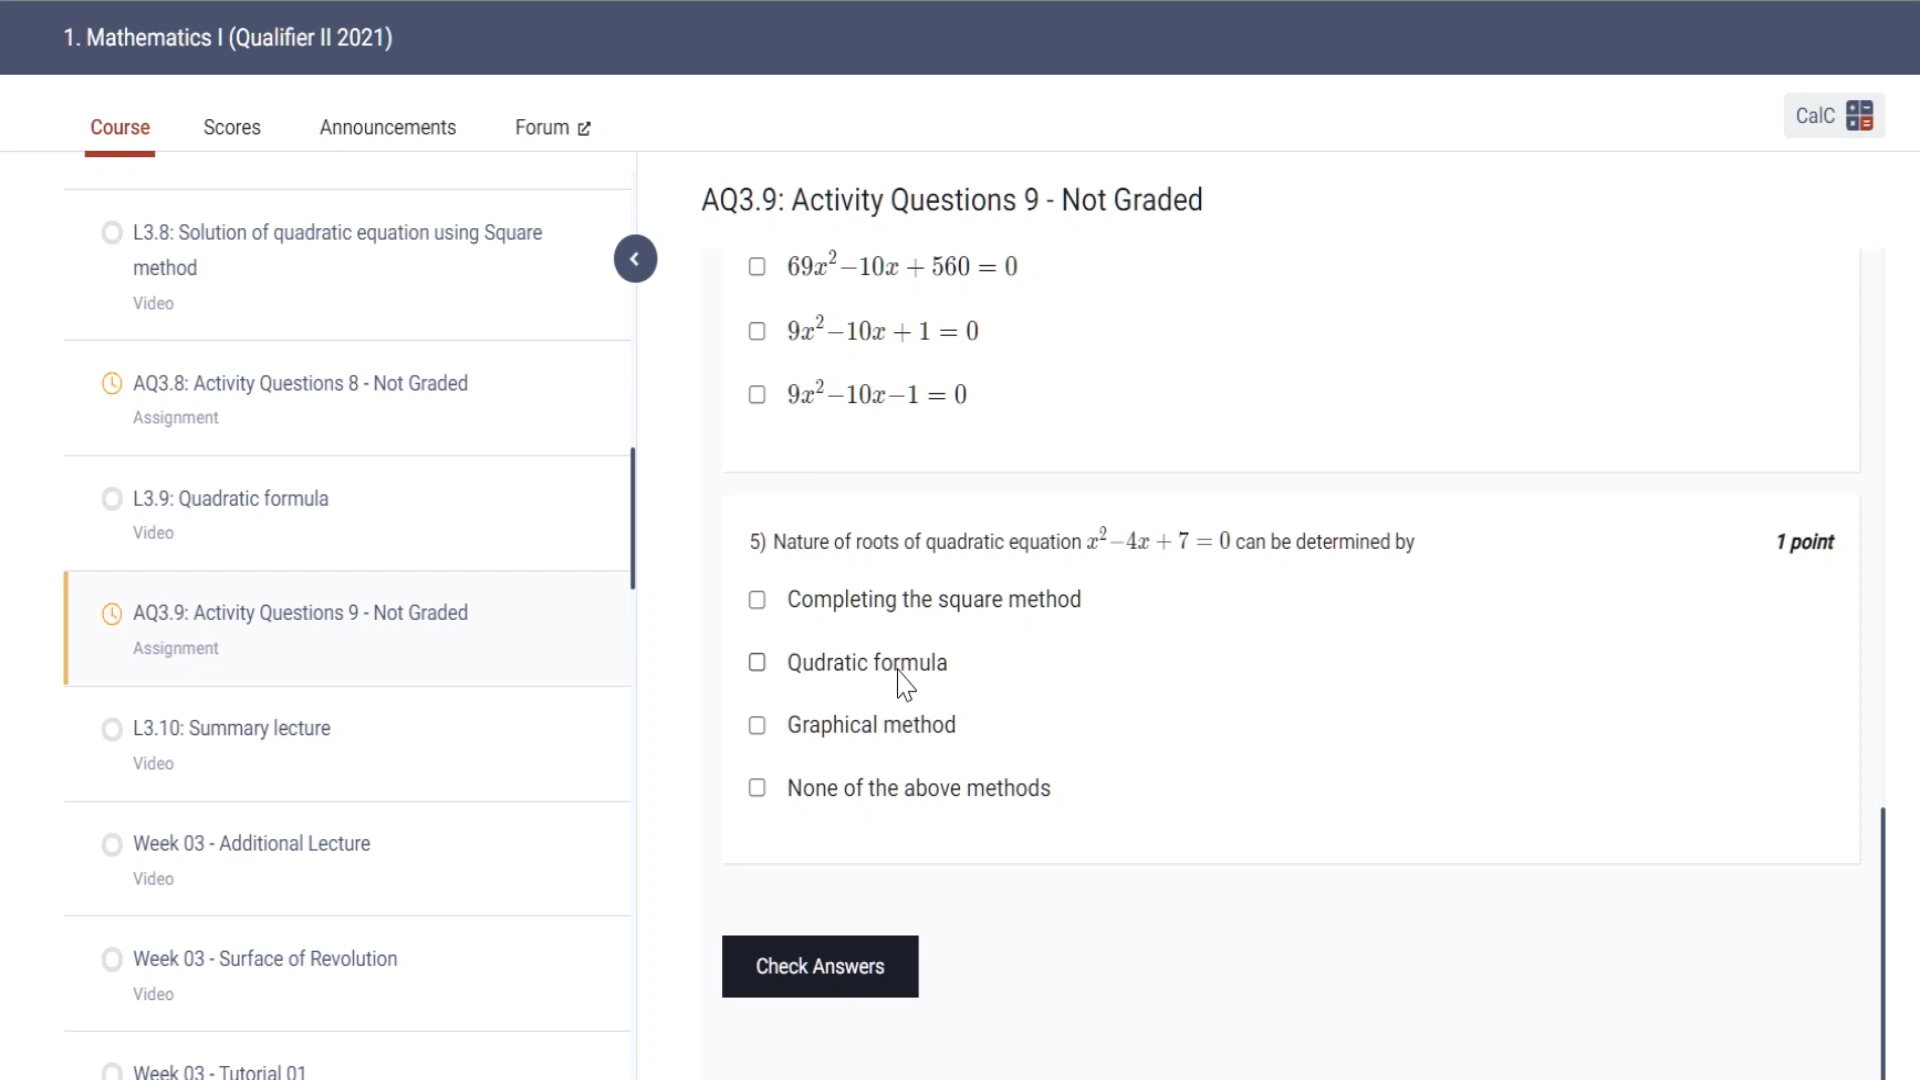 1. Mathematics I (Qualifier II 2021)
Course Scores Announcements Forum
CalC
L3.8: Solution of quadratic equation using Square
method
Video
AQ3.8: Activity Questions 8 - Not Graded
Assignment
L3.9: Quadratic formula
Video
AQ3.9: Activity Questions 9 - Not Graded
Assignment
L3.10: Summary lecture
Video
Week 03 - Additional Lecture
Video
Week 03 - Surface of Revolution
Video
Week 03 - Tutorial 01
AQ3.9: Activity Questions 9 - Not Graded
69x²–10x + 560 = 0
9x²–10x + 1 = 0
9x²–10x–1 = 0
5) Nature of roots of quadratic equation x²–4x + 7 = 0 can be determined by
1 point
Completing the square method
Qudratic formula
Graphical method
None of the above methods
Check Answers